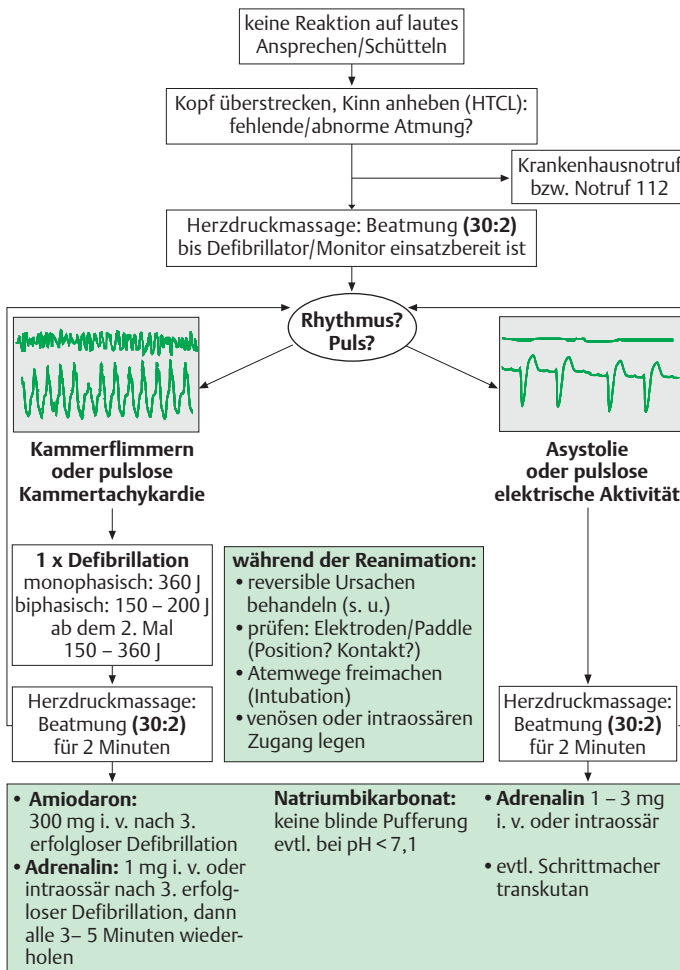 keine Reaktion auf lautes
Ansprechen/Schütteln
Kopf überstrecken, Kinn anheben (HTCL):
fehlende/abnorme Atmung?
Krankenhausnotruf
bzw. Notruf 112
Herzdruckmassage: Beatmung (30:2)
bis Defibrillator/Monitor einsatzbereit ist
Rhythmus?
Puls?
Kammerflimmern
oder pulslose
Kammertachykardie
Asystolie
oder pulslose
elektrische Aktivität
1 x Defibrillation
monophasisch: 360 J
biphasisch: 150 – 200 J
ab dem 2. Mal
150 – 360 J
während der Reanimation:
• reversible Ursachen
behandeln (s. u.)
• prüfen: Elektroden/Paddle
(Position? Kontakt?)
• Atemwege freimachen
(Intubation)
• venösen oder intraossären
Zugang legen
Herzdruckmassage:
Beatmung (30:2)
für 2 Minuten
Herzdruckmassage:
Beatmung (30:2)
für 2 Minuten
• Amiodaron:
300 mg i. v. nach 3.
erfolgloser Defibrillation
• Adrenalin: 1 mg i. v. oder
intraossär nach 3. erfolg-
loser Defibrillation, dann
alle 3– 5 Minuten wieder-
holen
Natriumbikarbonat:
keine blinde Pufferung
evtl. bei pH < 7,1
• Adrenalin 1 – 3 mg
i. v. oder intraossär
• evtl. Schrittmacher
transkutan